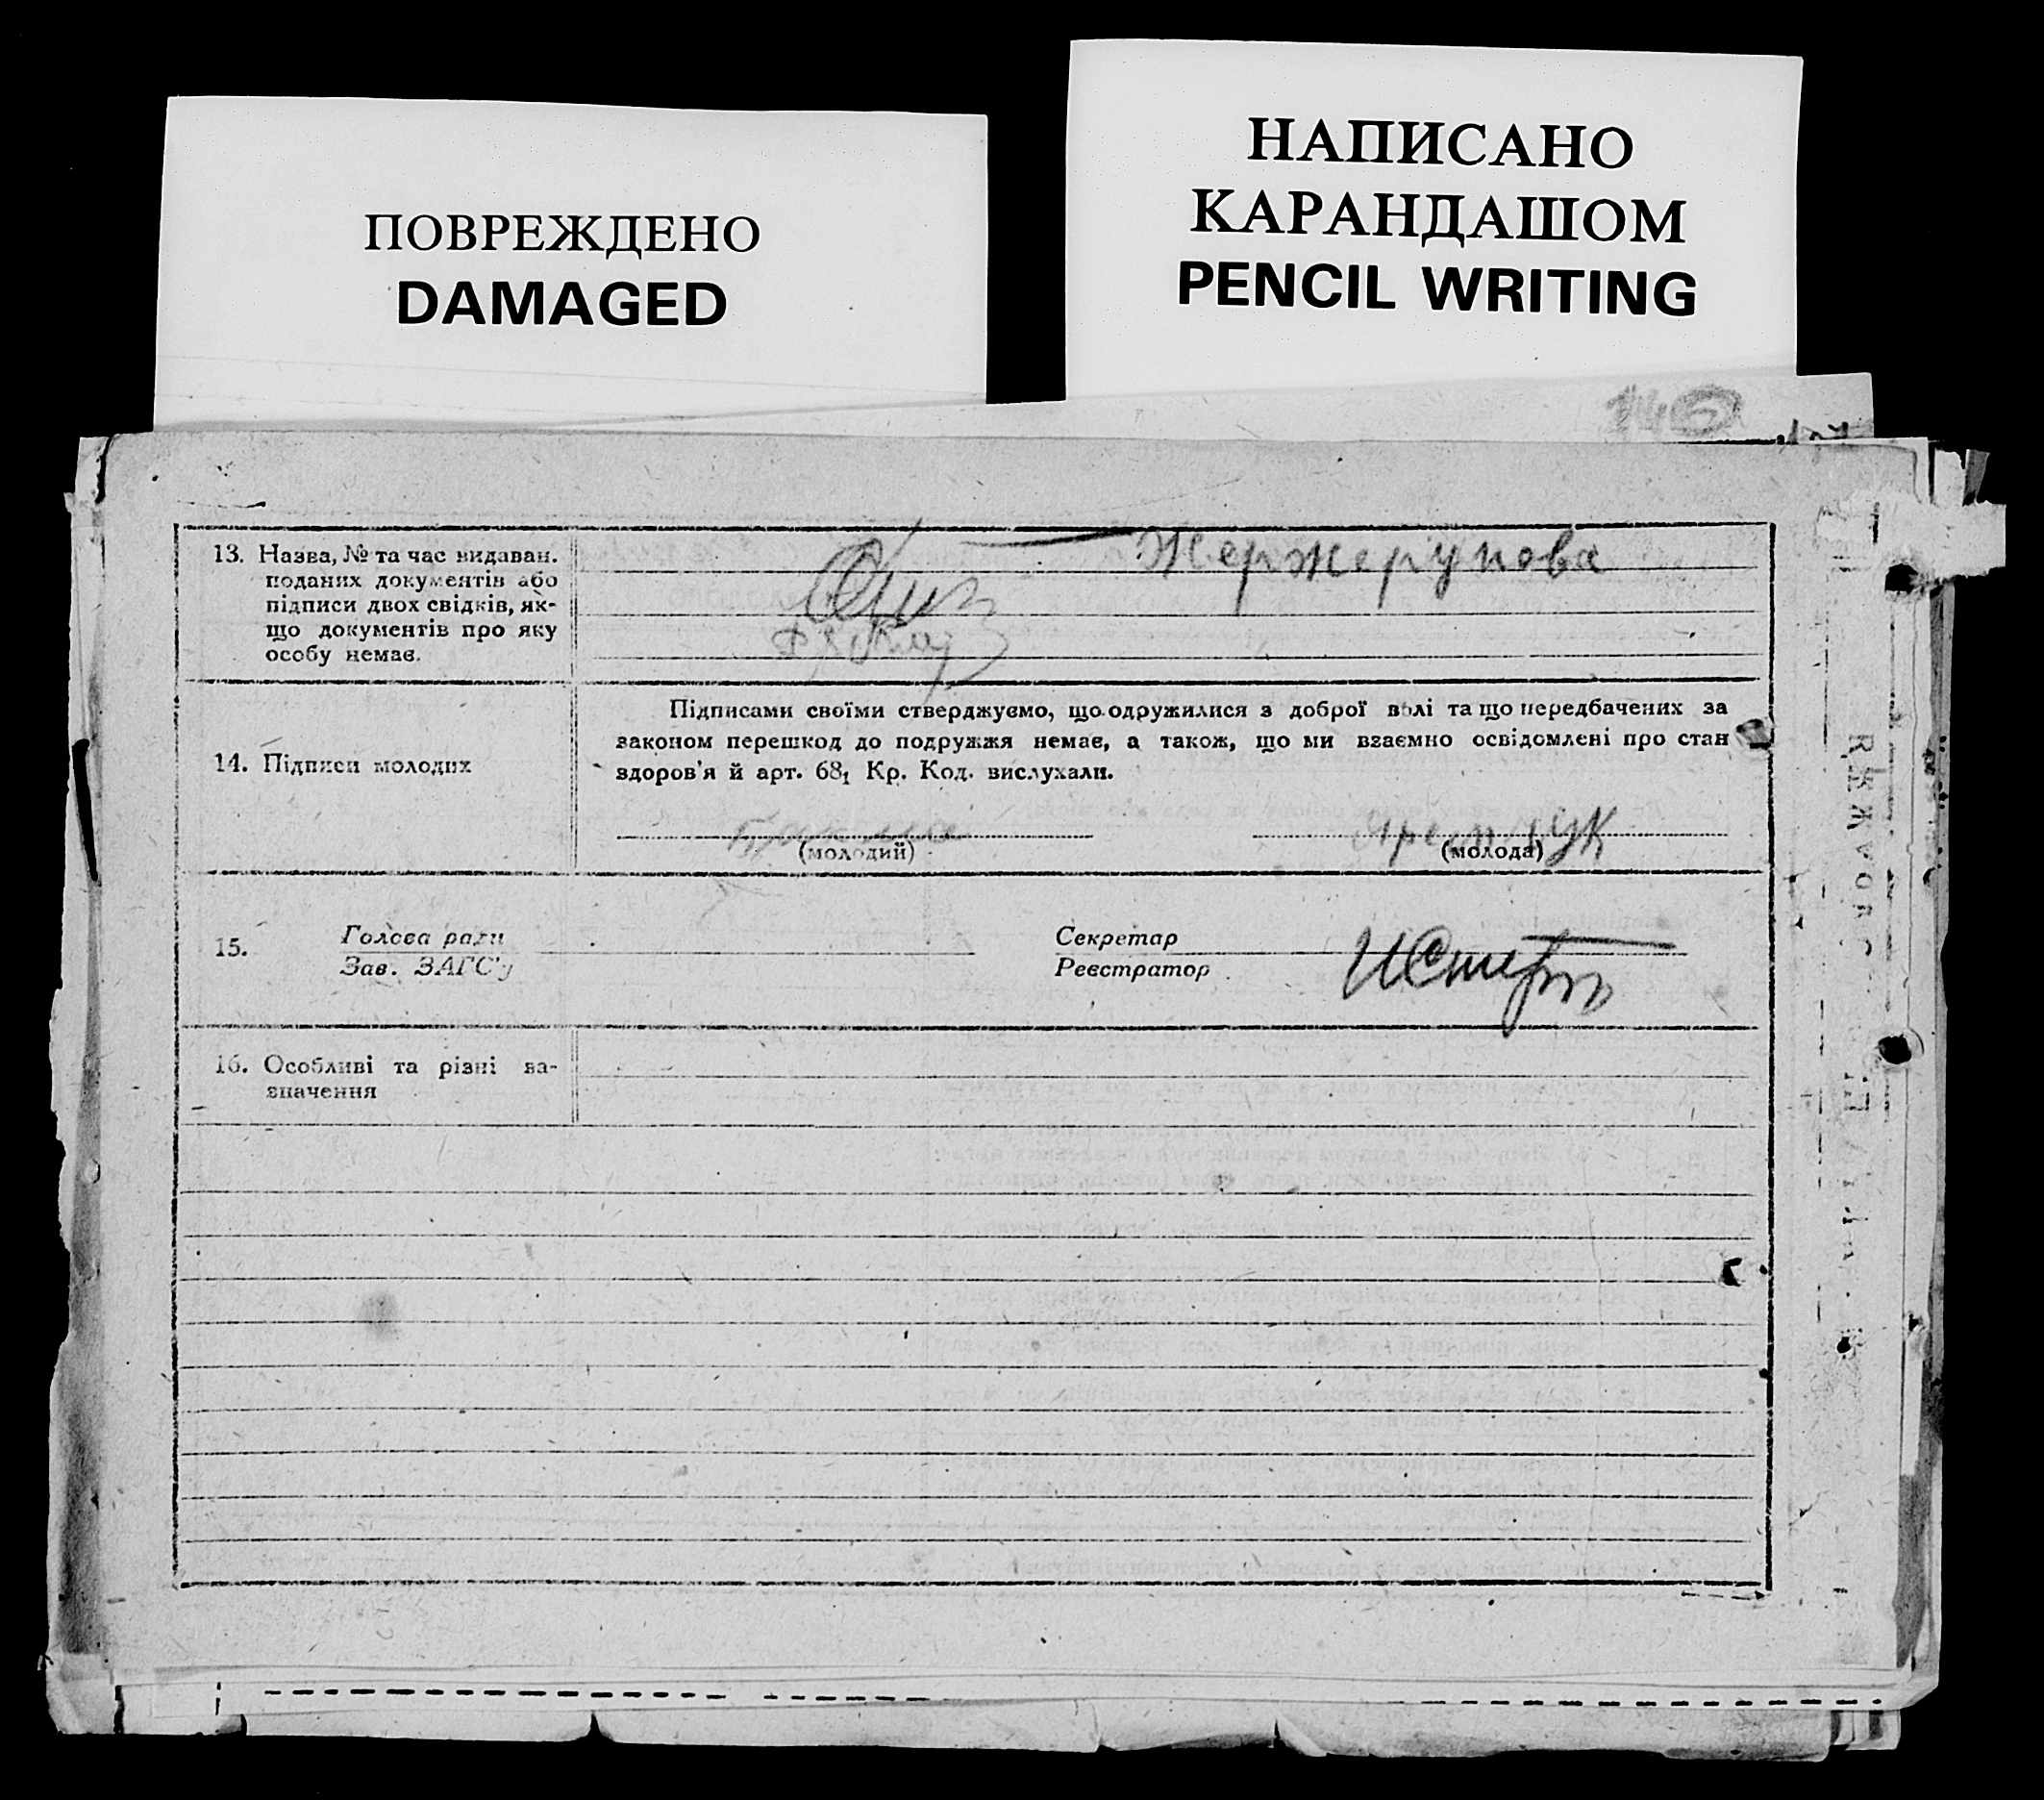 ПОВРЕЖДЕНО
DAMAGED
НАПИСАНО
КАРАНДАШОМ
PENCIL WRITING
13. Назва, № та час видаван.
поданих документів або
підписи двох свідків, як-
що документів про яку
особу немає.
Жержерунова
14. Підписи молодих
Підписами своїми стверджуємо, що одружилися з доброї волі та що передбачених за
законом перешкод до подружжя немає, а також, що ми взаємно освідомлені про стан
здоров'я й арт. 68₁ Кр. Код. вислухали.
(молодий)
(молода)
15.
Голова ради
Зав. ЗАГС'у
Секретар
Реєстратор
16. Особливі та різні за-
значення